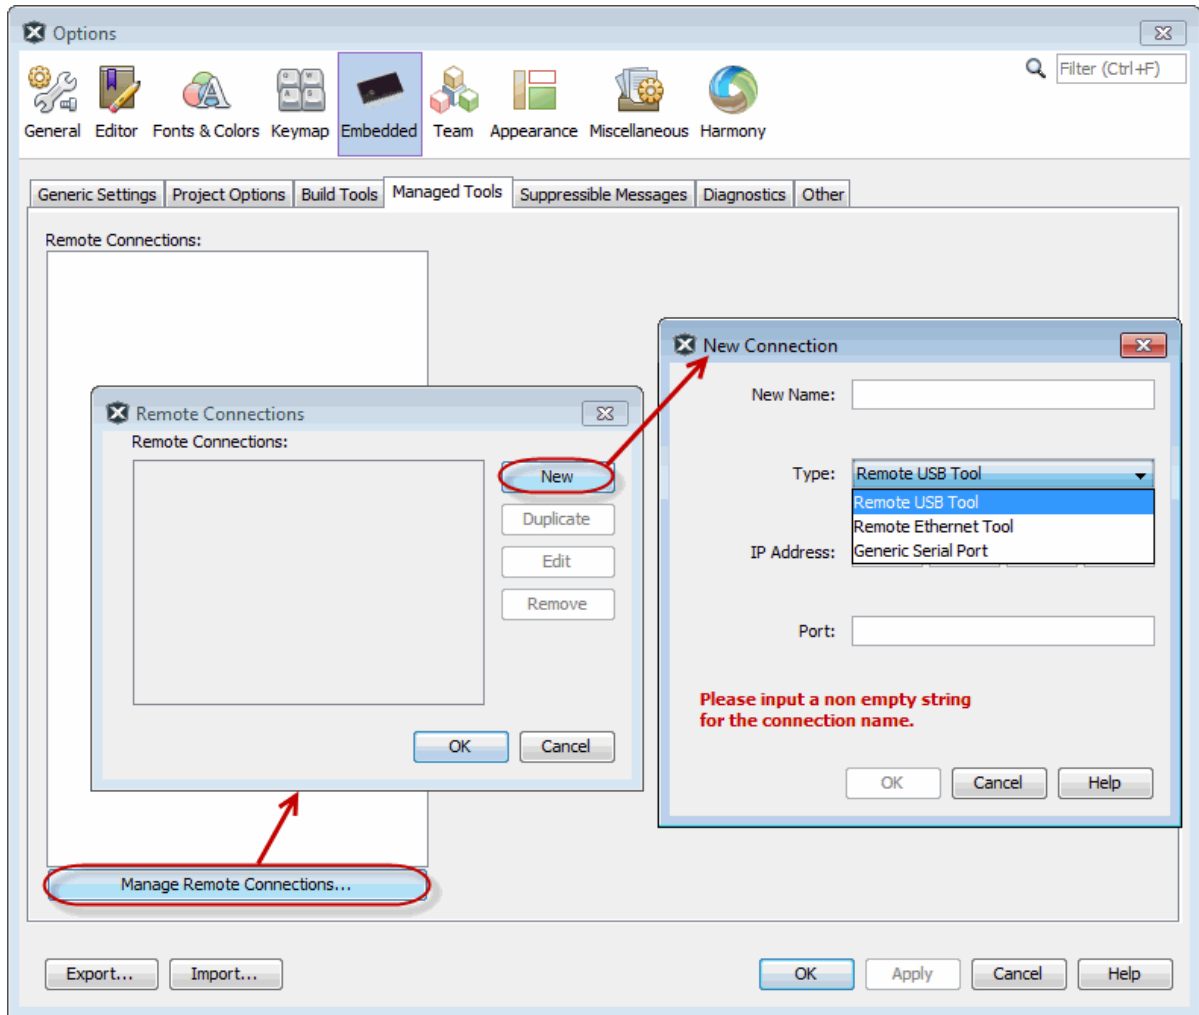 Options
Filter (Ctrl+F)
General Editor Fonts & Colors Keymap Embedded Team Appearance Miscellaneous Harmony
Generic Settings Project Options Build Tools Managed Tools Suppressible Messages Diagnostics Other
Remote Connections:
Remote Connections
Remote Connections:
New
Duplicate
Edit
Remove
OK Cancel
Manage Remote Connections...
New Connection
New Name:
Type: Remote USB Tool
Remote USB Tool
Remote Ethernet Tool
Generic Serial Port
IP Address:
Port:
Please input a non empty string
for the connection name.
OK Cancel Help
Export... Import... OK Apply Cancel Help